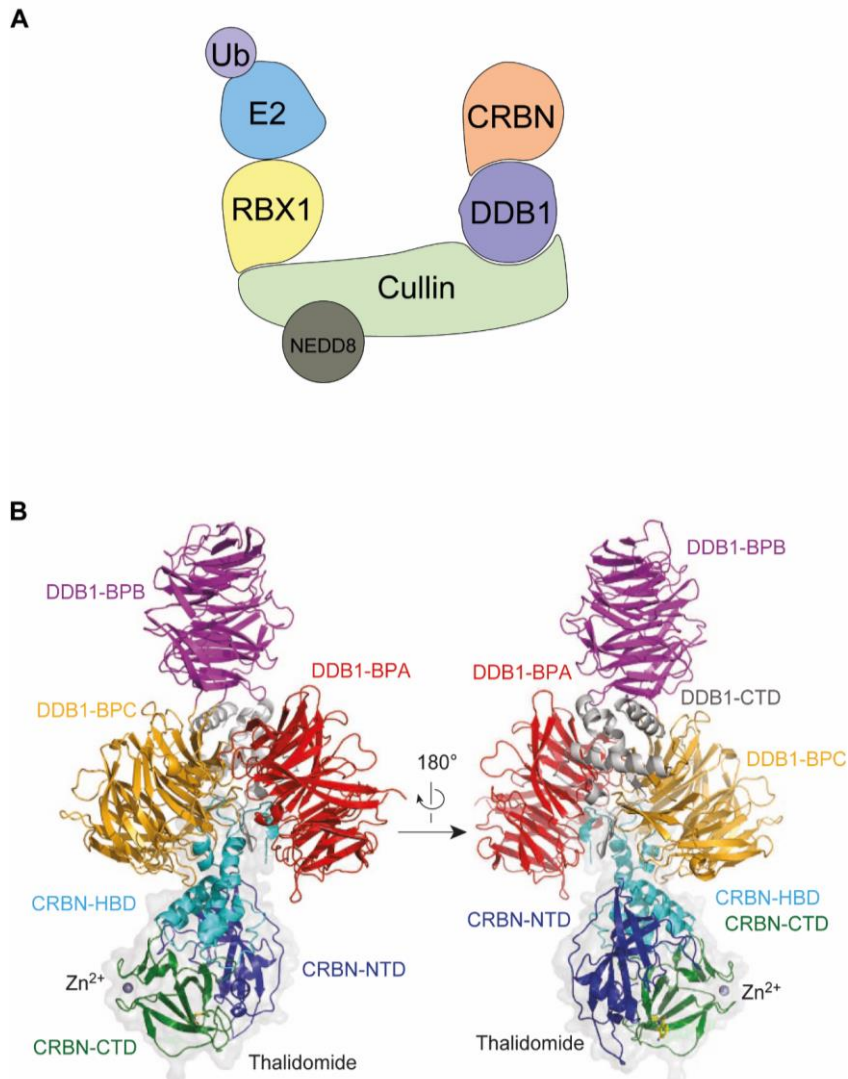 A
Ub
E2
CRBN
RBX1
DDB1
Cullin
NEDD8
B
DDB1-BPB
DDB1-BPA
DDB1-BPC
CRBN-HBD
Zn²⁺
CRBN-NTD
CRBN-CTD
Thalidomide
180°
DDB1-BPB
DDB1-BPA
DDB1-CTD
DDB1-BPC
CRBN-HBD
CRBN-NTD
CRBN-CTD
Zn²⁺
Thalidomide